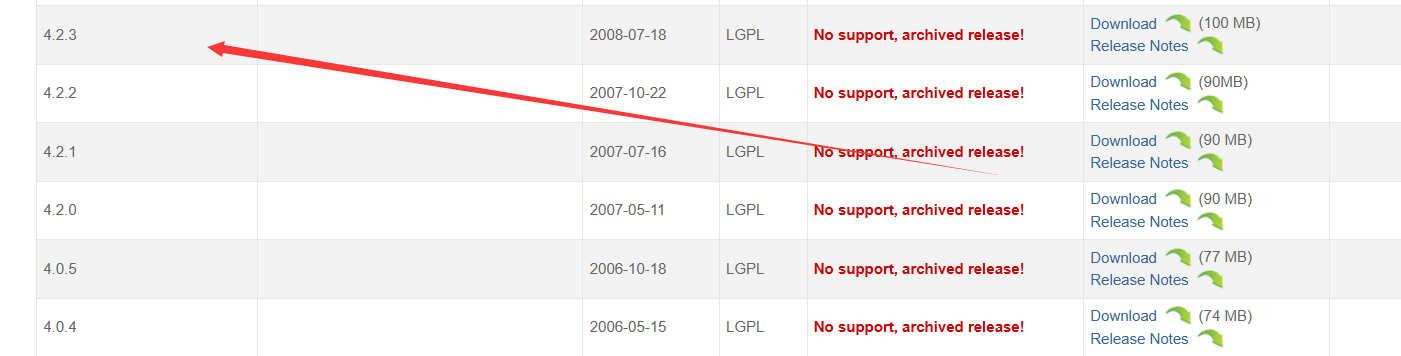 4.2.3 2008-07-18 LGPL No support, archived release! Download (100 MB)
Release Notes
4.2.2 2007-10-22 LGPL No support, archived release! Download (90MB)
Release Notes
4.2.1 2007-07-16 LGPL No support, archived release! Download (90 MB)
Release Notes
4.2.0 2007-05-11 LGPL No support, archived release! Download (90 MB)
Release Notes
4.0.5 2006-10-18 LGPL No support, archived release! Download (77 MB)
Release Notes
4.0.4 2006-05-15 LGPL No support, archived release! Download (74 MB)
Release Notes